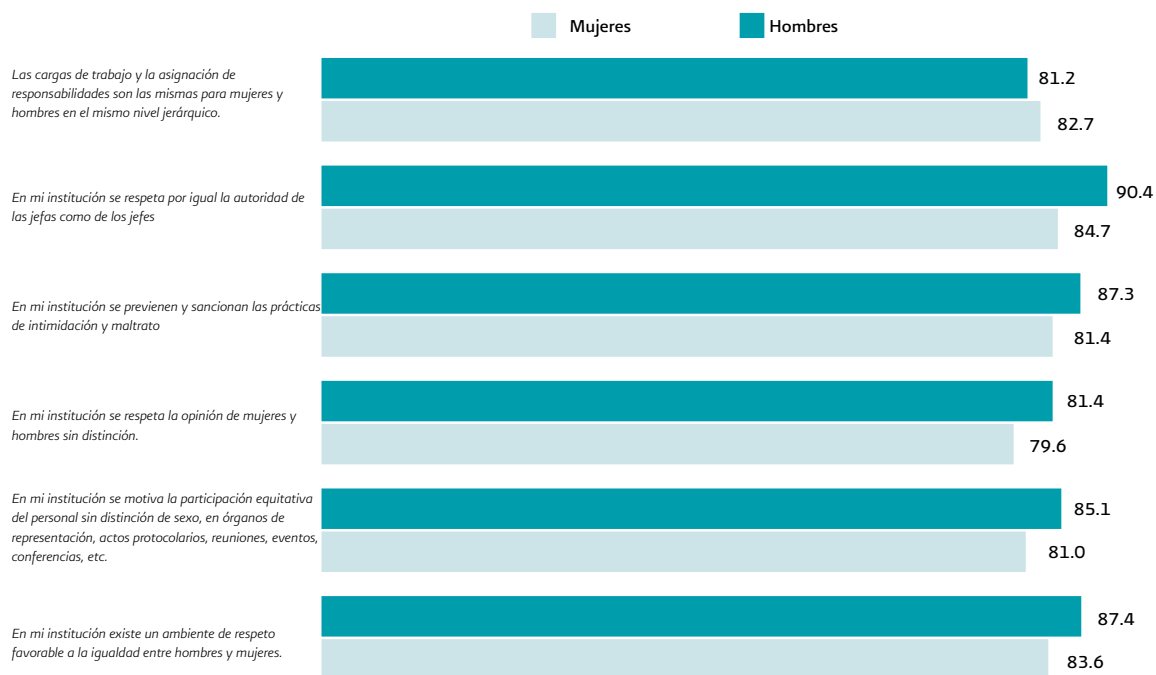 Mujeres
Hombres
Las cargas de trabajo y la asignación de
responsabilidades son las mismas para mujeres y
hombres en el mismo nivel jerárquico.
81.2
82.7
En mi institución se respeta por igual la autoridad de
las jefas como de los jefes
90.4
84.7
En mi institución se previenen y sancionan las prácticas
de intimidación y maltrato
87.3
81.4
En mi institución se respeta la opinión de mujeres y
hombres sin distinción.
81.4
79.6
En mi institución se motiva la participación equitativa
del personal sin distinción de sexo, en órganos de
representación, actos protocolarios, reuniones, eventos,
conferencias, etc.
85.1
81.0
En mi institución existe un ambiente de respeto
favorable a la igualdad entre hombres y mujeres.
87.4
83.6